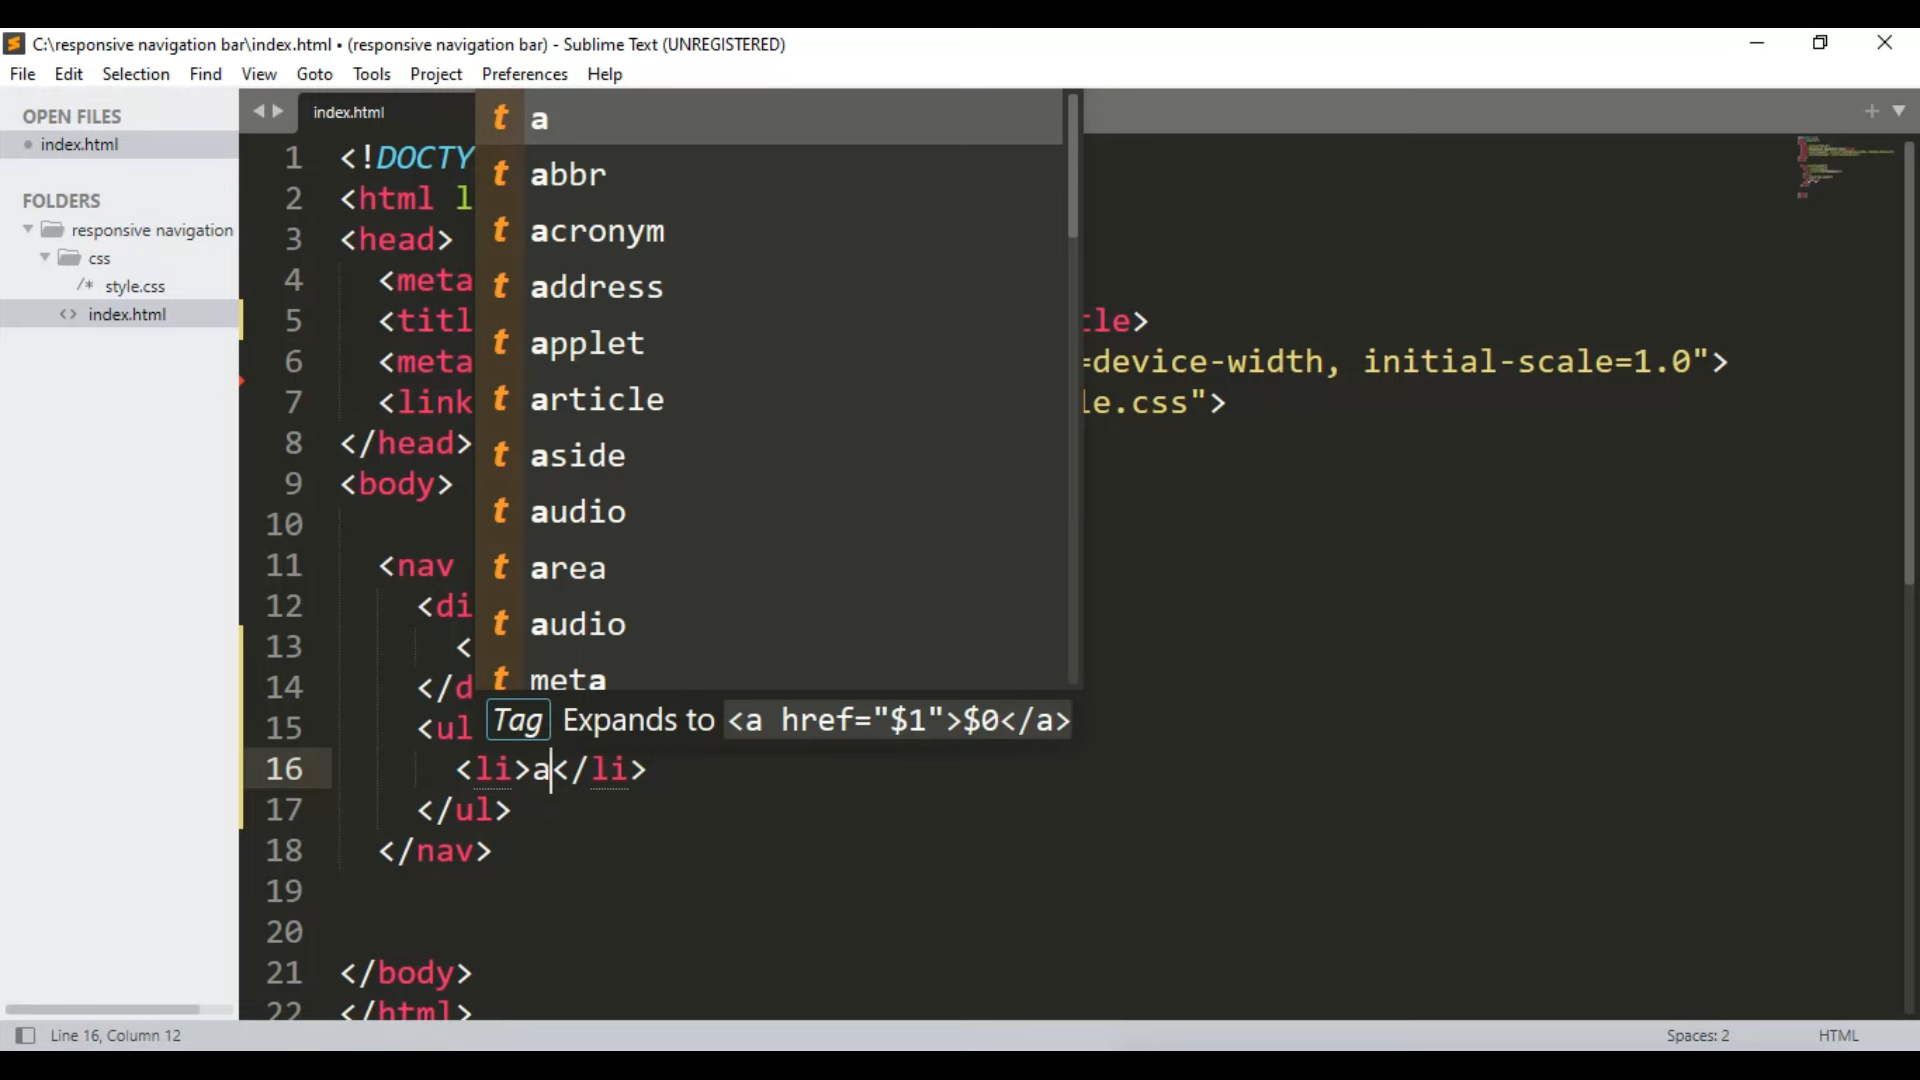 C:\responsive navigation bar\index.html • (responsive navigation bar) - Sublime Text (UNREGISTERED)
File Edit Selection Find View Goto Tools Project Preferences Help
OPEN FILES
index.html
FOLDERS
responsive navigation
css
/* style.css
<> index.html
index.html
1 <!DOCTY
2 <html l
3 <head>
4 <meta
5 <titl tle>
6 <meta =device-width, initial-scale=1.0">
7 <link le.css">
8 </head>
9 <body>
10
11 <nav
12 <di
13 <
14 </d
15 <ul
16 <li>a</li>
17 </ul>
18 </nav>
19
20
21 </body>
22 </html>
t a
t abbr
t acronym
t address
t applet
t article
t aside
t audio
t area
t audio
t meta
Tag Expands to <a href="$1">$0</a>
Line 16, Column 12
Spaces: 2
HTML